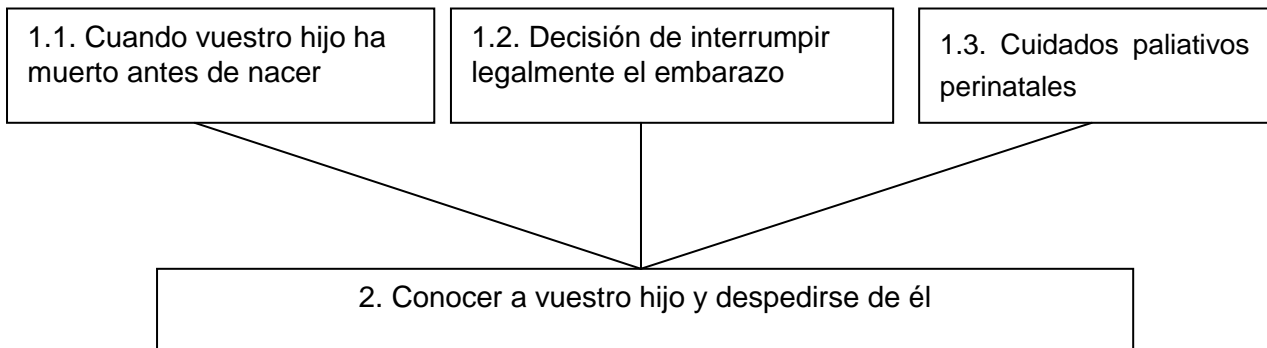 1.1. Cuando vuestro hijo ha
muerto antes de nacer
1.2. Decisión de interrumpir
legalmente el embarazo
1.3. Cuidados paliativos
perinatales
2. Conocer a vuestro hijo y despedirse de él